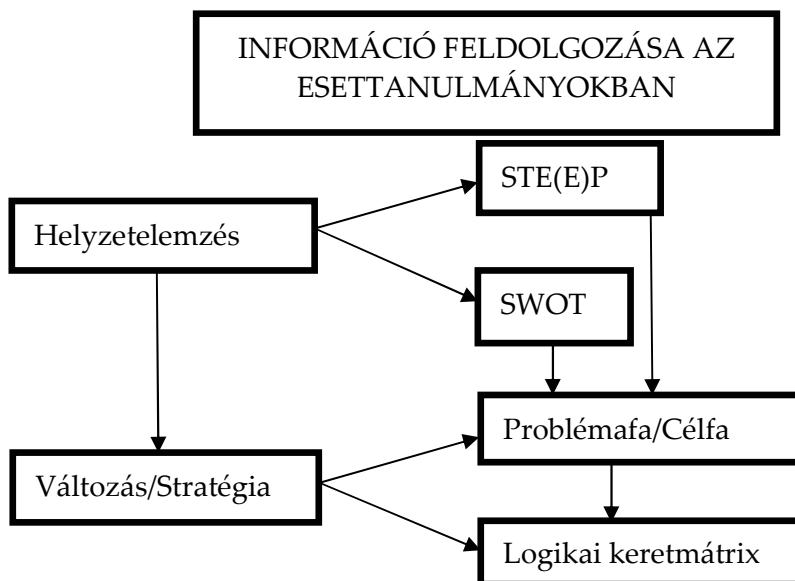 INFORMÁCIÓ FELDOLGOZÁSA AZ
ESETTANULMÁNYOKBAN
STE(E)P
Helyzetelemzés
SWOT
Problémafa/Célfa
Változás/Stratégia
Logikai keretmátrix